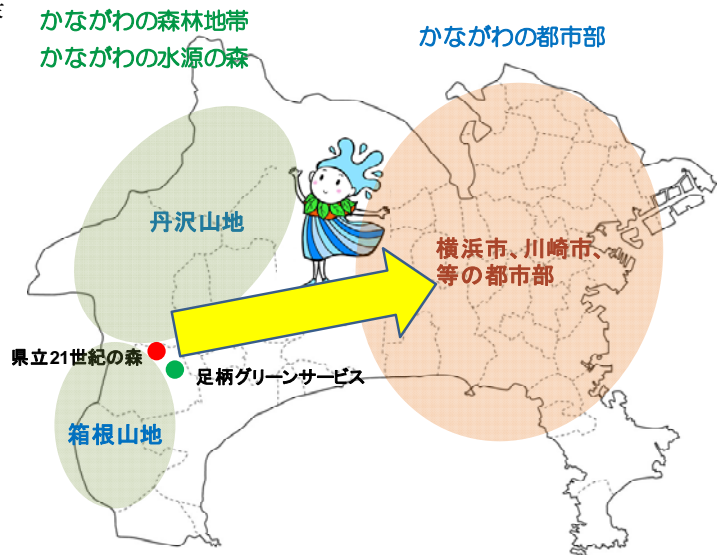 かながわの森林地帯
かながわの水源の森
かながわの都市部
丹沢山地
横浜市、川崎市、
等の都市部
県立21世紀の森
足柄グリーンサービス
箱根山地